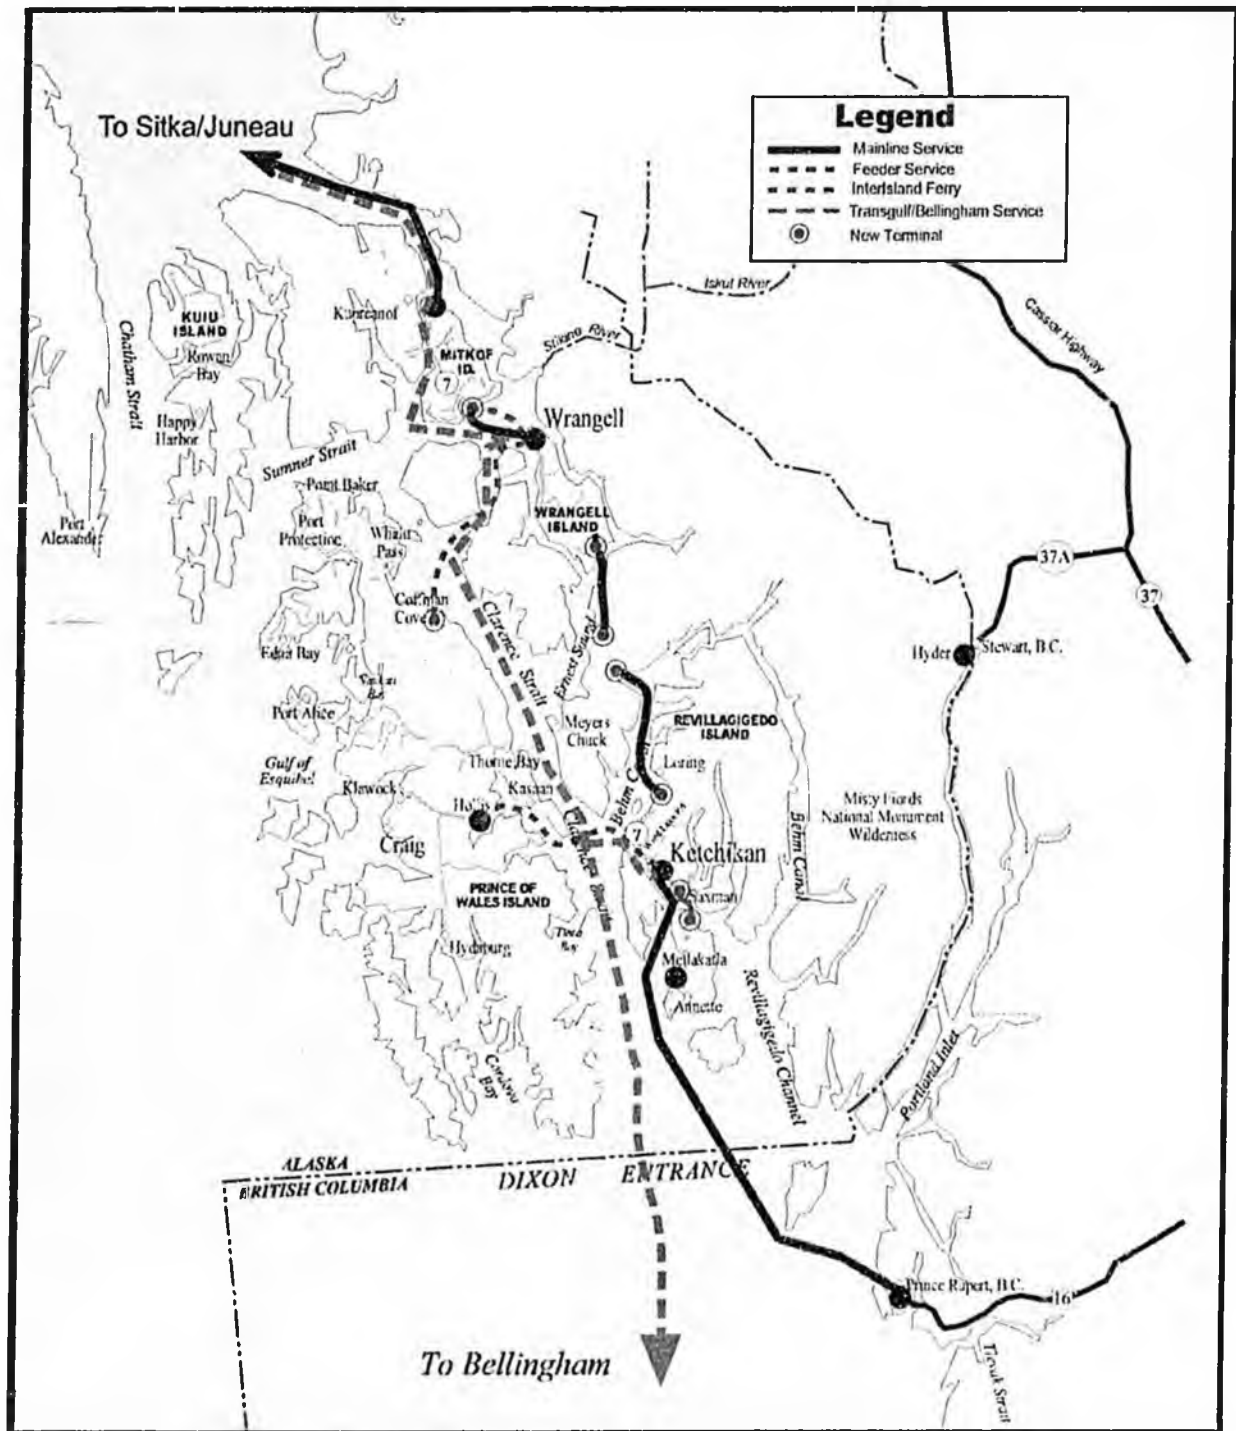 To Sitka/Juneau
Legend
Mainline Service
Feeder Service
Interisland Ferry
Transgulf/Bellingham Service
New Terminal
Iskut River
Stikine River
Cassiar Highway
KUIU
ISLAND
Kupreanof
MITKOF
ID.
7
Rowan
Bay
Chatham Strait
Happy
Harbor
Wrangell
Sumner Strait
Point Baker
Port
Alexander
Port
Protection
Whale
Pass
WRANGELL
ISLAND
37A
37
Coffman
Cove
Clarence Strait
Ernest Sound
Edna Bay
Hyder
Stewart, B.C.
Port Alice
Meyers
Chuck
REVILLAGIGEDO
ISLAND
Gulf of
Esquibel
Thorne Bay
Loring
Klawock
Kasaan
Hollis
Behm C
7
Misty Fiords
National Monument
Wilderness
Behm Canal
Craig
Clarence Strait
Ketchikan
PRINCE OF
WALES ISLAND
Saxman
Hydaburg
Metlakatla
Annette
Revillagigedo Channel
Cordova
Bay
Portland Inlet
ALASKA
BRITISH COLUMBIA
DIXON ENTRANCE
Prince Rupert, B.C.
16
To Bellingham